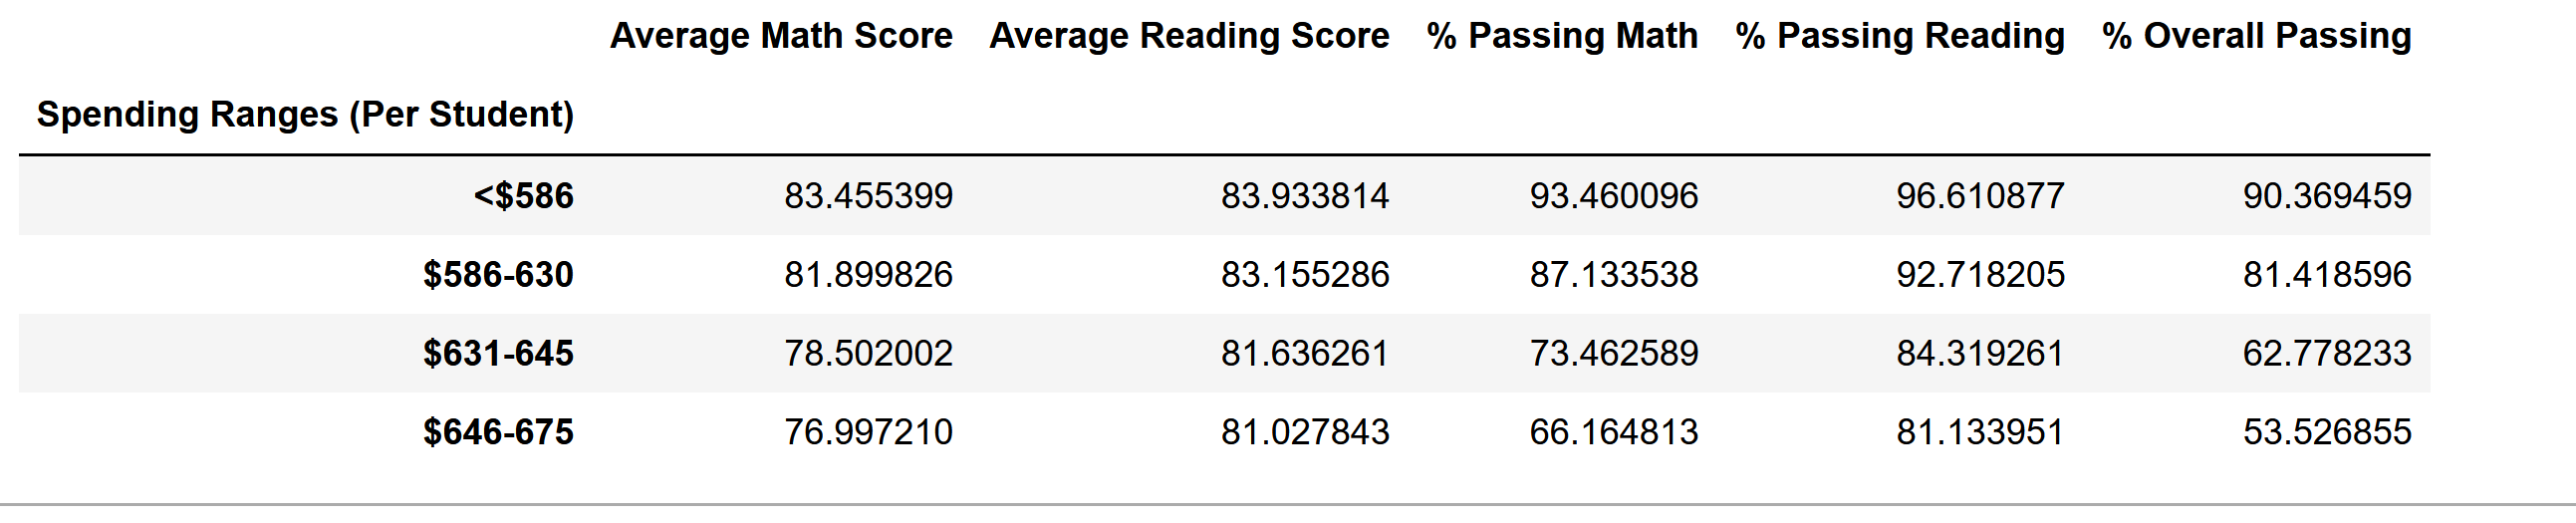 Average Math Score Average Reading Score % Passing Math % Passing Reading % Overall Passing
Spending Ranges (Per Student)
<$586 83.455399 83.933814 93.460096 96.610877 90.369459
$586-630 81.899826 83.155286 87.133538 92.718205 81.418596
$631-645 78.502002 81.636261 73.462589 84.319261 62.778233
$646-675 76.997210 81.027843 66.164813 81.133951 53.526855